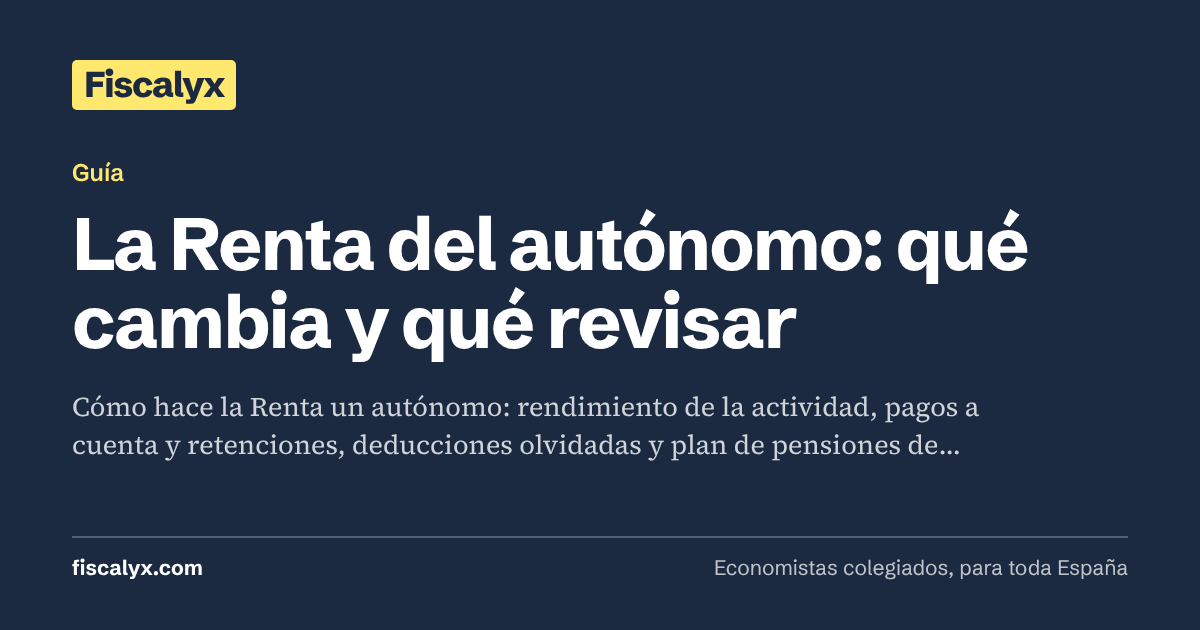 Fiscalyx
Guía
La Renta del autónomo: qué
cambia y qué revisar
Cómo hace la Renta un autónomo: rendimiento de la actividad, pagos a
cuenta y retenciones, deducciones olvidadas y plan de pensiones de…
fiscalyx.com
Economistas colegiados, para toda España